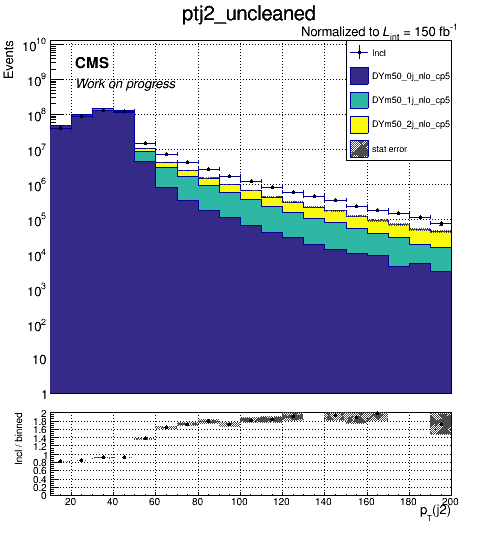 ptj2_uncleaned
Normalized to L_int = 150 fb^-1
Events
CMS
Work on progress
Incl
DYm50_0j_nlo_cp5
DYm50_1j_nlo_cp5
DYm50_2j_nlo_cp5
stat error
10^10
10^9
10^8
10^7
10^6
10^5
10^4
10^3
10^2
10
1
Incl / binned
2
1.8
1.6
1.4
1.2
1
0.8
0.6
0.4
0.2
0
20 40 60 80 100 120 140 160 180 200
p_T(j2)